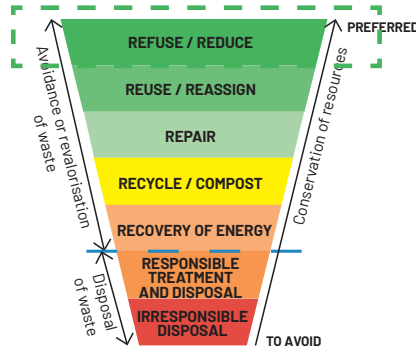 PREFERRED
REFUSE / REDUCE
REUSE / REASSIGN
REPAIR
RECYCLE / COMPOST
RECOVERY OF ENERGY
RESPONSIBLE
TREATMENT
AND DISPOSAL
IRRESPONSIBLE
DISPOSAL
TO AVOID
Avoidance or revalorisation
of waste
Disposal
of waste
Conservation of resources